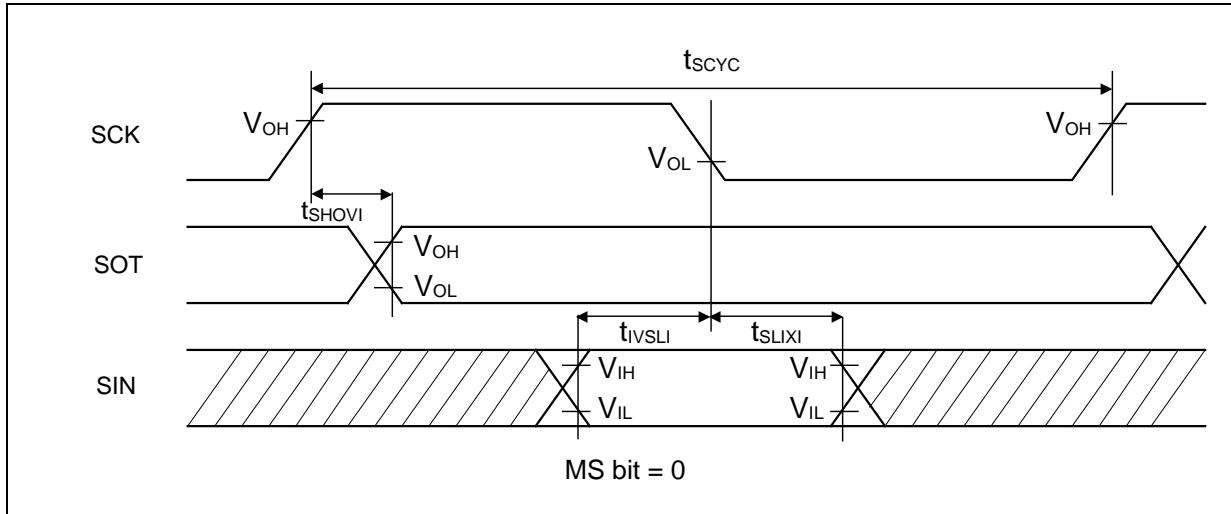 tSCYC
SCK
VOH
VOL
VOH
tSHOVI
SOT
VOH
VOL
tIVSLI
tSLIXI
SIN
VIH
VIH
VIL
VIL
MS bit = 0